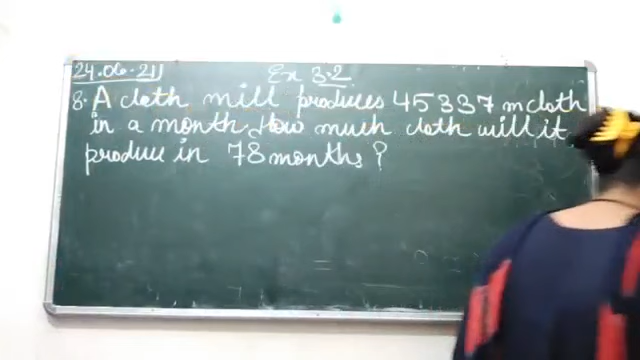 24.06.21 Ex 3.2
8. A cloth mill produces 45337 m cloth
in a month. How much cloth will it
produce in 78 months?